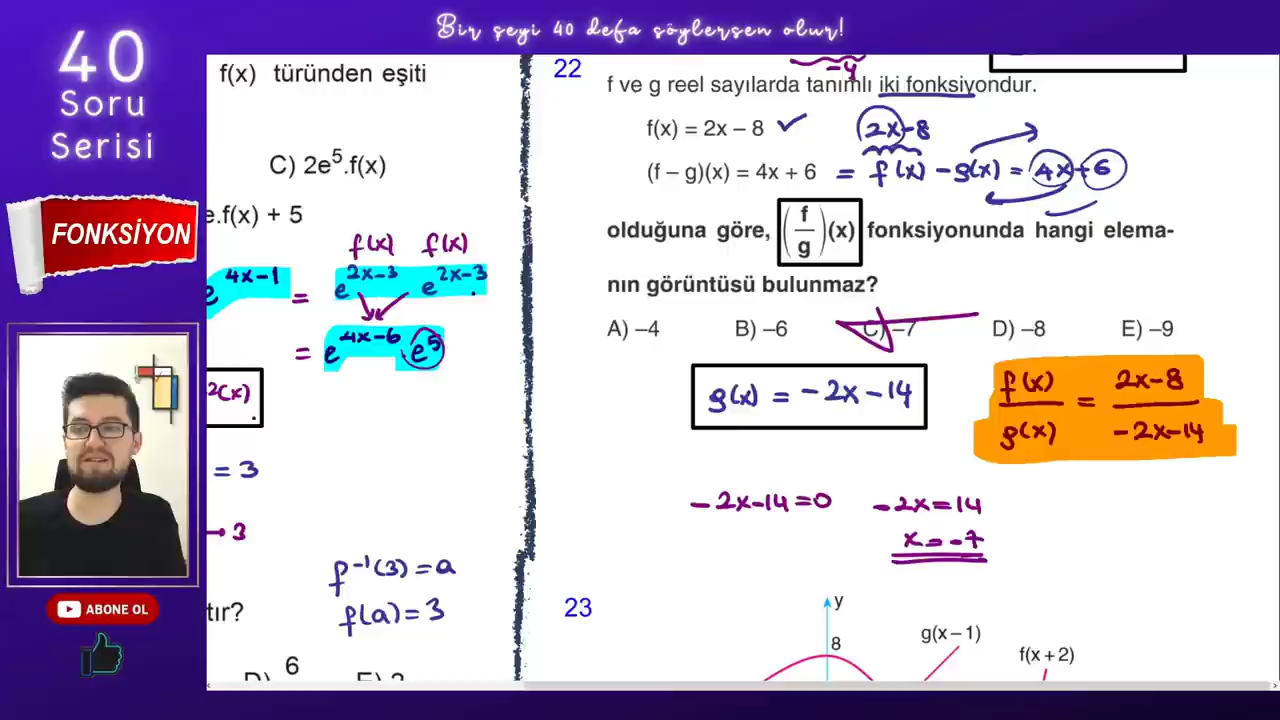 Bir şeyi 40 defa söylersen olur!
40
Soru
Serisi
FONKSİYON
ABONE OL
f(x) türünden eşiti
C) 2e⁵.f(x)
e.f(x) + 5
f(x) f(x)
e^(4x-1) = e^(2x-3) e^(2x-3)
= e^(4x-6) . e⁵
²(x)
= 3
→ 3
f⁻¹(3) = a
f(a) = 3
tır?
D) 6
E) 2
22
-4
f ve g reel sayılarda tanımlı iki fonksiyondur.
f(x) = 2x – 8 ✓ 2x-8
(f – g)(x) = 4x + 6 = f(x) - g(x) = 4x + 6
olduğuna göre, (f/g)(x) fonksiyonunda hangi elema-
nın görüntüsü bulunmaz?
A) –4 B) –6 C) –7 D) –8 E) –9
g(x) = -2x - 14
f(x)/g(x) = 2x-8/-2x-14
-2x-14=0 -2x=14
x = -7
23
y
8
g(x – 1)
f(x + 2)